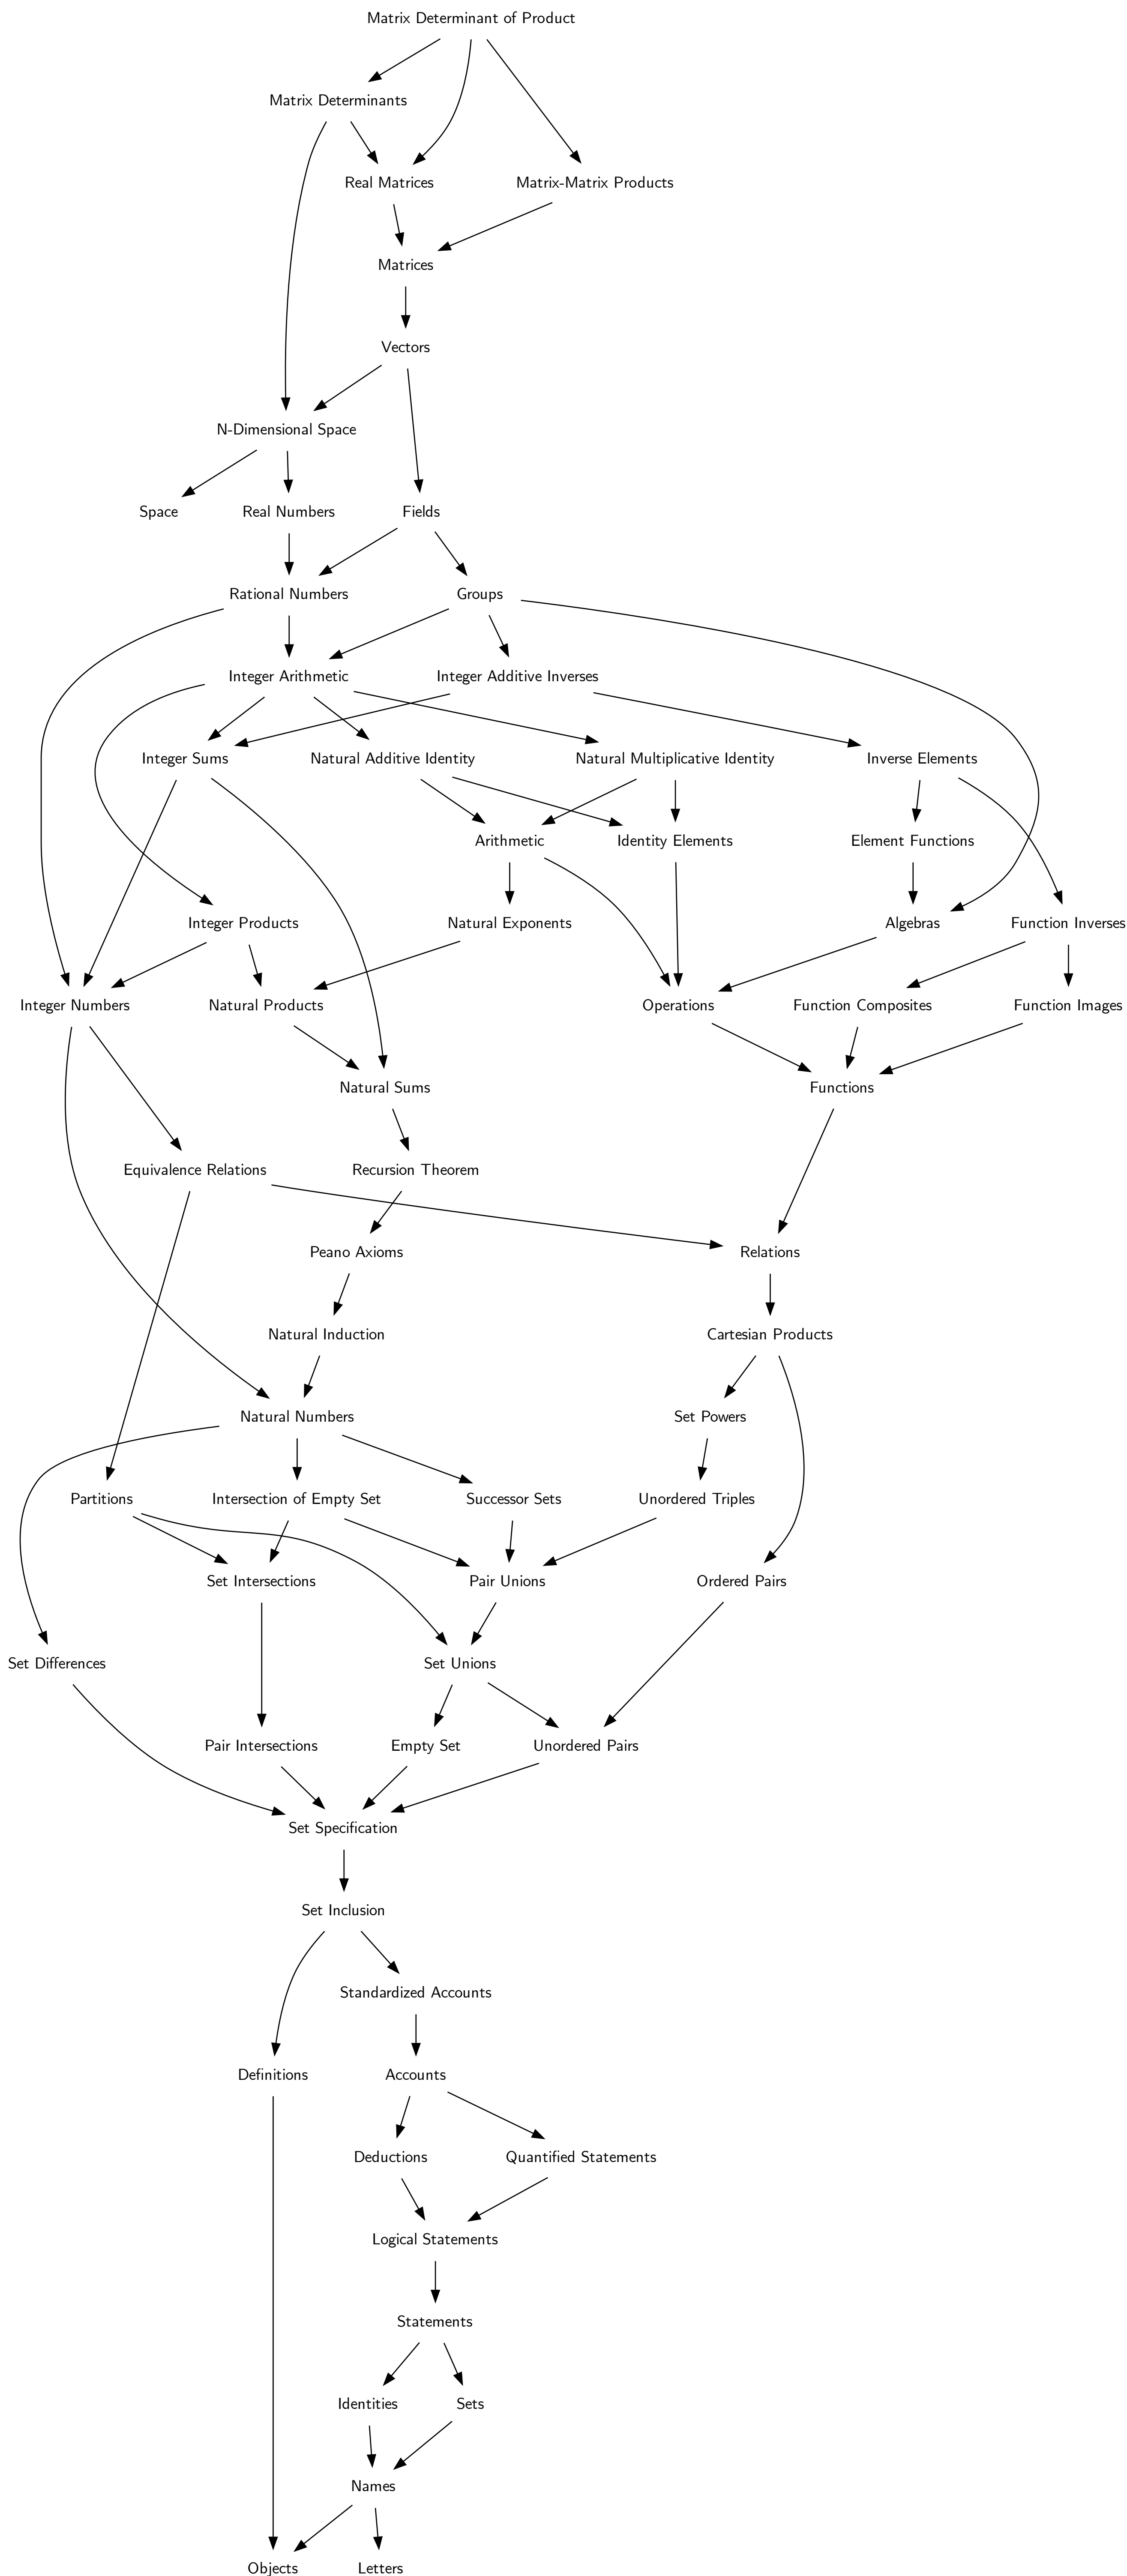 Matrix Determinant of Product
Matrix Determinants
Real Matrices
Matrix-Matrix Products
Matrices
Vectors
N-Dimensional Space
Space
Real Numbers
Fields
Rational Numbers
Groups
Integer Arithmetic
Integer Additive Inverses
Integer Sums
Natural Additive Identity
Natural Multiplicative Identity
Inverse Elements
Arithmetic
Identity Elements
Element Functions
Integer Products
Natural Exponents
Algebras
Function Inverses
Integer Numbers
Natural Products
Operations
Function Composites
Function Images
Natural Sums
Functions
Equivalence Relations
Recursion Theorem
Peano Axioms
Relations
Natural Induction
Cartesian Products
Natural Numbers
Set Powers
Partitions
Intersection of Empty Set
Successor Sets
Unordered Triples
Set Intersections
Pair Unions
Ordered Pairs
Set Differences
Set Unions
Pair Intersections
Empty Set
Unordered Pairs
Set Specification
Set Inclusion
Standardized Accounts
Definitions
Accounts
Deductions
Quantified Statements
Logical Statements
Statements
Identities
Sets
Names
Objects
Letters